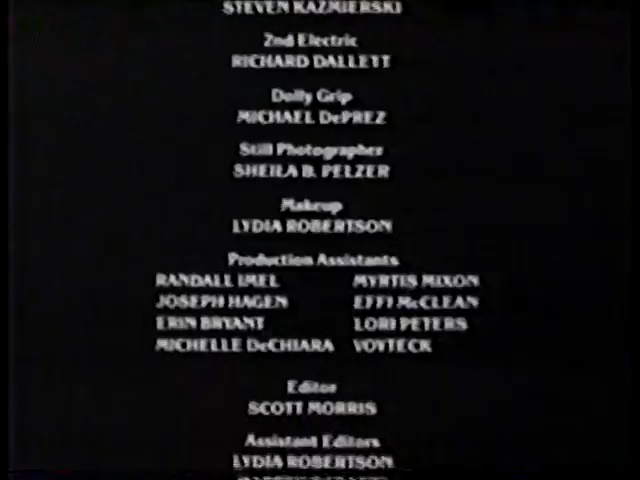 STEVEN KAZMIERSKI
2nd Electric
RICHARD DALLETT
Dolly Grip
MICHAEL DePREZ
Still Photographer
SHEILA B. PELZER
Makeup
LYDIA ROBERTSON
Production Assistants
RANDALL IMEL MYRTIS MIXON
JOSEPH HAGEN EFFI McCLEAN
ERIN BRYANT LORI PETERS
MICHELLE DeCHIARA VOYTECK
Editor
SCOTT MORRIS
Assistant Editors
LYDIA ROBERTSON